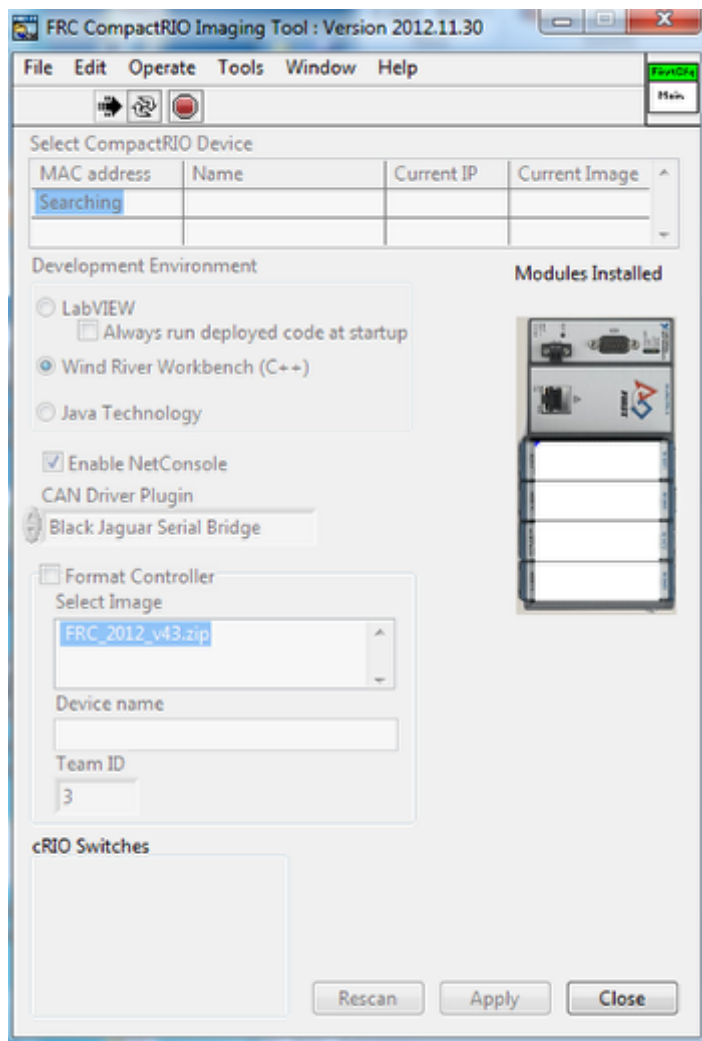 FRC CompactRIO Imaging Tool : Version 2012.11.30
File Edit Operate Tools Window Help
FirstCfg
Main
Select CompactRIO Device
MAC address Name Current IP Current Image
Searching
Development Environment
Modules Installed
LabVIEW
Always run deployed code at startup
Wind River Workbench (C++)
Java Technology
FIRST
Enable NetConsole
CAN Driver Plugin
Black Jaguar Serial Bridge
Format Controller
Select Image
FRC_2012_v43.zip
Device name
Team ID
3
cRIO Switches
Rescan Apply Close